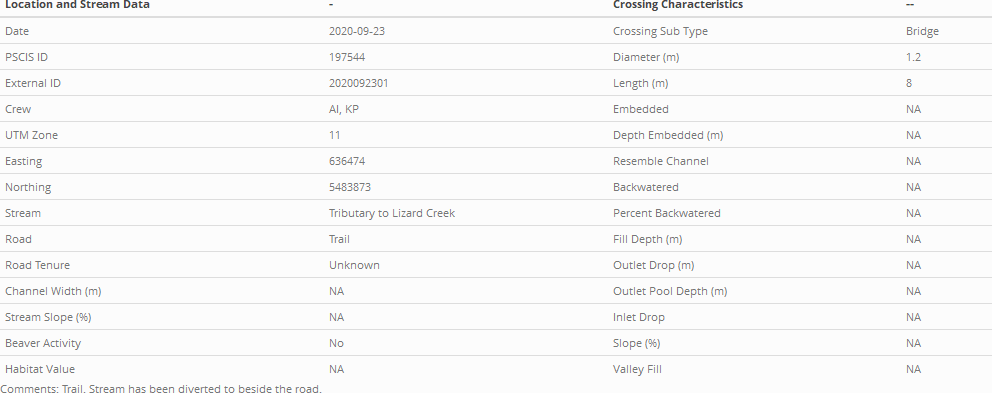 Location and Stream Data - Crossing Characteristics --
Date 2020-09-23 Crossing Sub Type Bridge
PSCIS ID 197544 Diameter (m) 1.2
External ID 2020092301 Length (m) 8
Crew AI, KP Embedded NA
UTM Zone 11 Depth Embedded (m) NA
Easting 636474 Resemble Channel NA
Northing 5483873 Backwatered NA
Stream Tributary to Lizard Creek Percent Backwatered NA
Road Trail Fill Depth (m) NA
Road Tenure Unknown Outlet Drop (m) NA
Channel Width (m) NA Outlet Pool Depth (m) NA
Stream Slope (%) NA Inlet Drop NA
Beaver Activity No Slope (%) NA
Habitat Value NA Valley Fill NA
Comments: Trail. Stream has been diverted to beside the road.